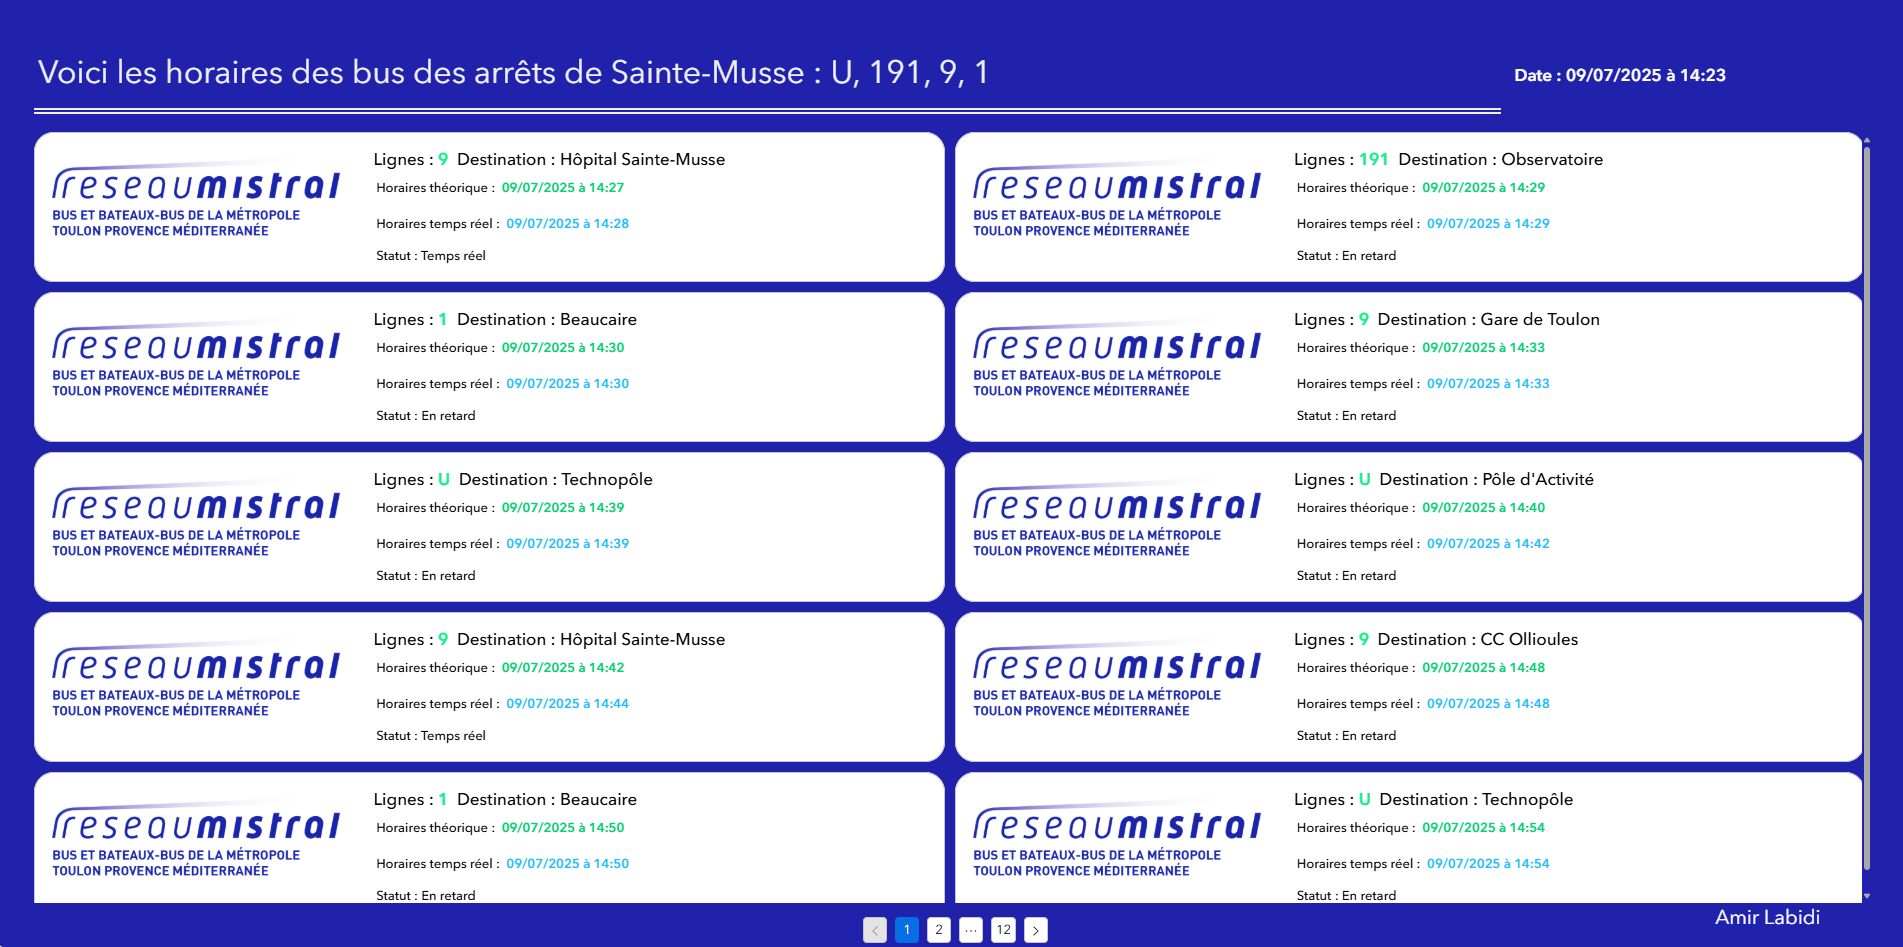 Voici les horaires des bus des arrêts de Sainte-Musse : U, 191, 9, 1
Date : 09/07/2025 à 14:23
reseaumistral
BUS ET BATEAUX-BUS DE LA MÉTROPOLE
TOULON PROVENCE MÉDITERRANÉE
Lignes : 9 Destination : Hôpital Sainte-Musse
Horaires théorique : 09/07/2025 à 14:27
Horaires temps réel : 09/07/2025 à 14:28
Statut : Temps réel
reseaumistral
BUS ET BATEAUX-BUS DE LA MÉTROPOLE
TOULON PROVENCE MÉDITERRANÉE
Lignes : 191 Destination : Observatoire
Horaires théorique : 09/07/2025 à 14:29
Horaires temps réel : 09/07/2025 à 14:29
Statut : En retard
reseaumistral
BUS ET BATEAUX-BUS DE LA MÉTROPOLE
TOULON PROVENCE MÉDITERRANÉE
Lignes : 1 Destination : Beaucaire
Horaires théorique : 09/07/2025 à 14:30
Horaires temps réel : 09/07/2025 à 14:30
Statut : En retard
reseaumistral
BUS ET BATEAUX-BUS DE LA MÉTROPOLE
TOULON PROVENCE MÉDITERRANÉE
Lignes : 9 Destination : Gare de Toulon
Horaires théorique : 09/07/2025 à 14:33
Horaires temps réel : 09/07/2025 à 14:33
Statut : En retard
reseaumistral
BUS ET BATEAUX-BUS DE LA MÉTROPOLE
TOULON PROVENCE MÉDITERRANÉE
Lignes : U Destination : Technopôle
Horaires théorique : 09/07/2025 à 14:39
Horaires temps réel : 09/07/2025 à 14:39
Statut : En retard
reseaumistral
BUS ET BATEAUX-BUS DE LA MÉTROPOLE
TOULON PROVENCE MÉDITERRANÉE
Lignes : U Destination : Pôle d'Activité
Horaires théorique : 09/07/2025 à 14:40
Horaires temps réel : 09/07/2025 à 14:42
Statut : En retard
reseaumistral
BUS ET BATEAUX-BUS DE LA MÉTROPOLE
TOULON PROVENCE MÉDITERRANÉE
Lignes : 9 Destination : Hôpital Sainte-Musse
Horaires théorique : 09/07/2025 à 14:42
Horaires temps réel : 09/07/2025 à 14:44
Statut : Temps réel
reseaumistral
BUS ET BATEAUX-BUS DE LA MÉTROPOLE
TOULON PROVENCE MÉDITERRANÉE
Lignes : 9 Destination : CC Ollioules
Horaires théorique : 09/07/2025 à 14:48
Horaires temps réel : 09/07/2025 à 14:48
Statut : En retard
reseaumistral
BUS ET BATEAUX-BUS DE LA MÉTROPOLE
TOULON PROVENCE MÉDITERRANÉE
Lignes : 1 Destination : Beaucaire
Horaires théorique : 09/07/2025 à 14:50
Horaires temps réel : 09/07/2025 à 14:50
Statut : En retard
reseaumistral
BUS ET BATEAUX-BUS DE LA MÉTROPOLE
TOULON PROVENCE MÉDITERRANÉE
Lignes : U Destination : Technopôle
Horaires théorique : 09/07/2025 à 14:54
Horaires temps réel : 09/07/2025 à 14:54
Statut : En retard
< 1 2 ... 12 >
Amir Labidi